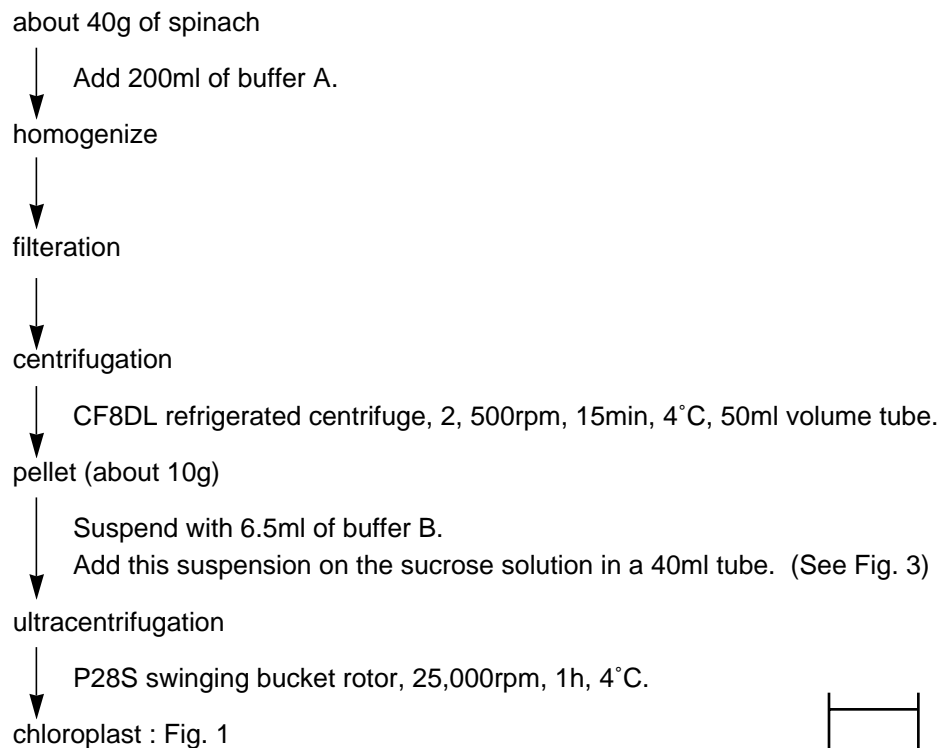 about 40g of spinach
Add 200ml of buffer A.
homogenize
filteration
centrifugation
CF8DL refrigerated centrifuge, 2, 500rpm, 15min, 4˚C, 50ml volume tube.
pellet (about 10g)
Suspend with 6.5ml of buffer B.
Add this suspension on the sucrose solution in a 40ml tube. (See Fig. 3)
ultracentrifugation
P28S swinging bucket rotor, 25,000rpm, 1h, 4˚C.
chloroplast : Fig. 1